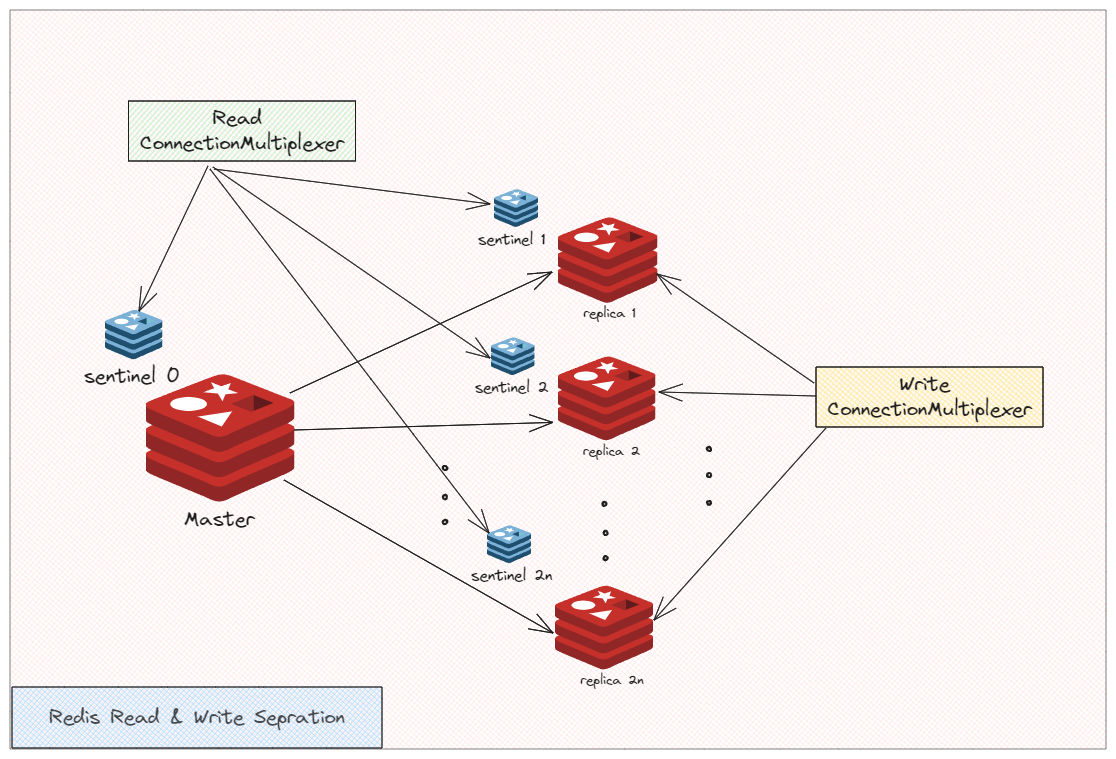 Read
ConnectionMultiplexer
sentinel 1
replica 1
sentinel 0
sentinel 2
Write
ConnectionMultiplexer
replica 2
Master
sentinel 2n
replica 2n
Redis Read & Write Sepration